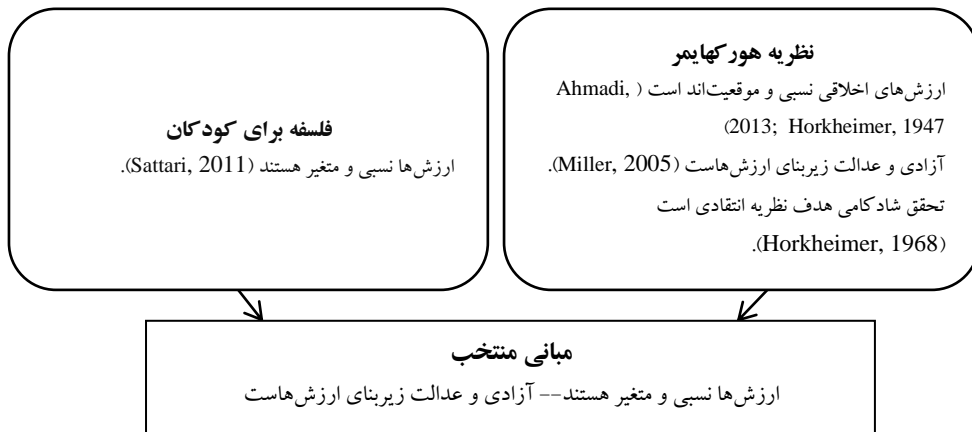 نظریه هورکهایمر
ارزش‌های اخلاقی نسبی و موقعیت‌اند است ( Ahmadi,
2013; Horkheimer, 1947)
آزادی و عدالت زیربنای ارزش‌هاست (Miller, 2005).
تحقق شادکامی هدف نظریه انتقادی است
(Horkheimer, 1968).
فلسفه برای کودکان
ارزش‌ها نسبی و متغیر هستند (Sattari, 2011).
مبانی منتخب
ارزش‌ها نسبی و متغیر هستند-- آزادی و عدالت زیربنای ارزش‌هاست